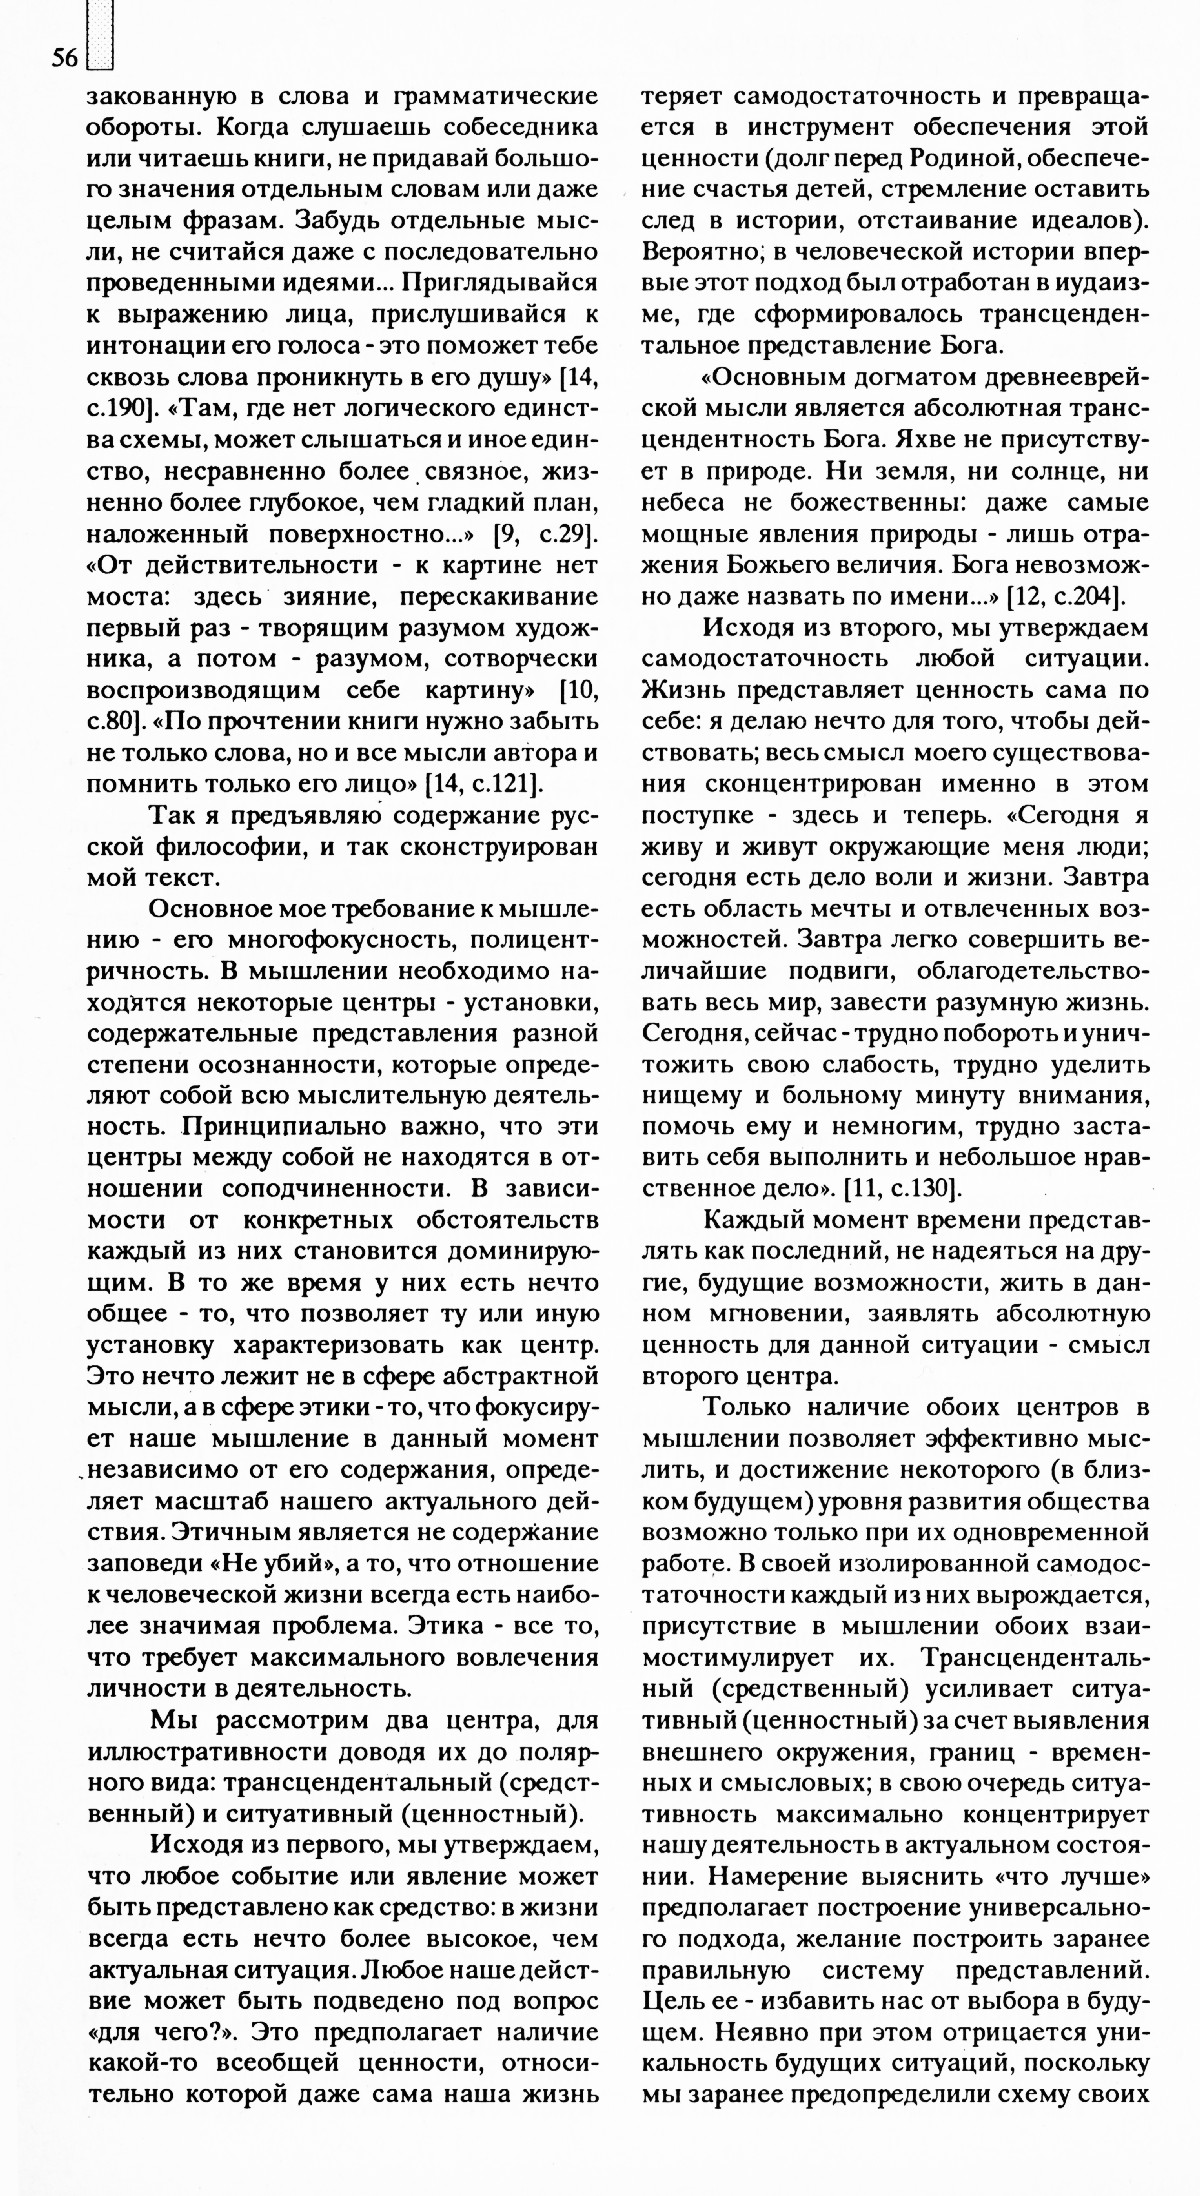 56
закованную в слова и грамматические
обороты. Когда слушаешь собеседника
или читаешь книги, не придавай большо-
го значения отдельным словам или даже
целым фразам. Забудь отдельные мыс-
ли, не считайся даже с последовательно
проведенными идеями... Приглядывайся
к выражению лица, прислушивайся к
интонации его голоса - это поможет тебе
сквозь слова проникнуть в его душу» [14,
с.190]. «Там, где нет логического единст-
ва схемы, может слышаться и иное един-
ство, несравненно более связное, жиз-
ненно более глубокое, чем гладкий план,
наложенный поверхностно...» [9, с.29].
«От действительности - к картине нет
моста: здесь зияние, перескакивание
первый раз - творящим разумом худож-
ника, а потом - разумом, сотворчески
воспроизводящим себе картину» [10,
с.80]. «По прочтении книги нужно забыть
не только слова, но и все мысли автора и
помнить только его лицо» [14, с.121].
Так я предъявляю содержание рус-
ской философии, и так сконструирован
мой текст.
Основное мое требование к мышле-
нию - его многофокусность, полицент-
ричность. В мышлении необходимо на-
ходятся некоторые центры - установки,
содержательные представления разной
степени осознанности, которые опреде-
ляют собой всю мыслительную деятель-
ность. Принципиально важно, что эти
центры между собой не находятся в от-
ношении соподчиненности. В зависи-
мости от конкретных обстоятельств
каждый из них становится доминирую-
щим. В то же время у них есть нечто
общее - то, что позволяет ту или иную
установку характеризовать как центр.
Это нечто лежит не в сфере абстрактной
мысли, а в сфере этики - то, что фокусиру-
ет наше мышление в данный момент
независимо от его содержания, опреде-
ляет масштаб нашего актуального дей-
ствия. Этичным является не содержание
заповеди «Не убий», а то, что отношение
к человеческой жизни всегда есть наибо-
лее значимая проблема. Этика - все то,
что требует максимального вовлечения
личности в деятельность.
Мы рассмотрим два центра, для
иллюстративности доводя их до поляр-
ного вида: трансцендентальный (средст-
венный) и ситуативный (ценностный).
Исходя из первого, мы утверждаем,
что любое событие или явление может
быть представлено как средство: в жизни
всегда есть нечто более высокое, чем
актуальная ситуация. Любое наше дейст-
вие может быть подведено под вопрос
«для чего?». Это предполагает наличие
какой-то всеобщей ценности, относи-
тельно которой даже сама наша жизнь
теряет самодостаточность и превраща-
ется в инструмент обеспечения этой
ценности (долг перед Родиной, обеспече-
ние счастья детей, стремление оставить
след в истории, отстаивание идеалов).
Вероятно, в человеческой истории впер-
вые этот подход был отработан в иудаиз-
ме, где сформировалось трансценден-
тальное представление Бога.
«Основным догматом древнееврей-
ской мысли является абсолютная транс-
цендентность Бога. Яхве не присутству-
ет в природе. Ни земля, ни солнце, ни
небеса не божественны: даже самые
мощные явления природы - лишь отра-
жения Божьего величия. Бога невозмож-
но даже назвать по имени...» [12, с.204].
Исходя из второго, мы утверждаем
самодостаточность любой ситуации.
Жизнь представляет ценность сама по
себе: я делаю нечто для того, чтобы дей-
ствовать; весь смысл моего существова-
ния сконцентрирован именно в этом
поступке - здесь и теперь. «Сегодня я
живу и живут окружающие меня люди;
сегодня есть дело воли и жизни. Завтра
есть область мечты и отвлеченных воз-
можностей. Завтра легко совершить ве-
личайшие подвиги, облагодетельство-
вать весь мир, завести разумную жизнь.
Сегодня, сейчас - трудно побороть и унич-
тожить свою слабость, трудно уделить
нищему и больному минуту внимания,
помочь ему и немногим, трудно заста-
вить себя выполнить и небольшое нрав-
ственное дело». [11, с.130].
Каждый момент времени представ-
лять как последний, не надеяться на дру-
гие, будущие возможности, жить в дан-
ном мгновении, заявлять абсолютную
ценность для данной ситуации - смысл
второго центра.
Только наличие обоих центров в
мышлении позволяет эффективно мыс-
лить, и достижение некоторого (в близ-
ком будущем) уровня развития общества
возможно только при их одновременной
работе. В своей изолированной самодос-
таточности каждый из них вырождается,
присутствие в мышлении обоих взаи-
мостимулирует их. Трансценденталь-
ный (средственный) усиливает ситуа-
тивный (ценностный) за счет выявления
внешнего окружения, границ - времен-
ных и смысловых; в свою очередь ситуа-
тивность максимально концентрирует
нашу деятельность в актуальном состоя-
нии. Намерение выяснить «что лучше»
предполагает построение универсально-
го подхода, желание построить заранее
правильную систему представлений.
Цель ее - избавить нас от выбора в буду-
щем. Неявно при этом отрицается уни-
кальность будущих ситуаций, поскольку
мы заранее предопределили схему своих